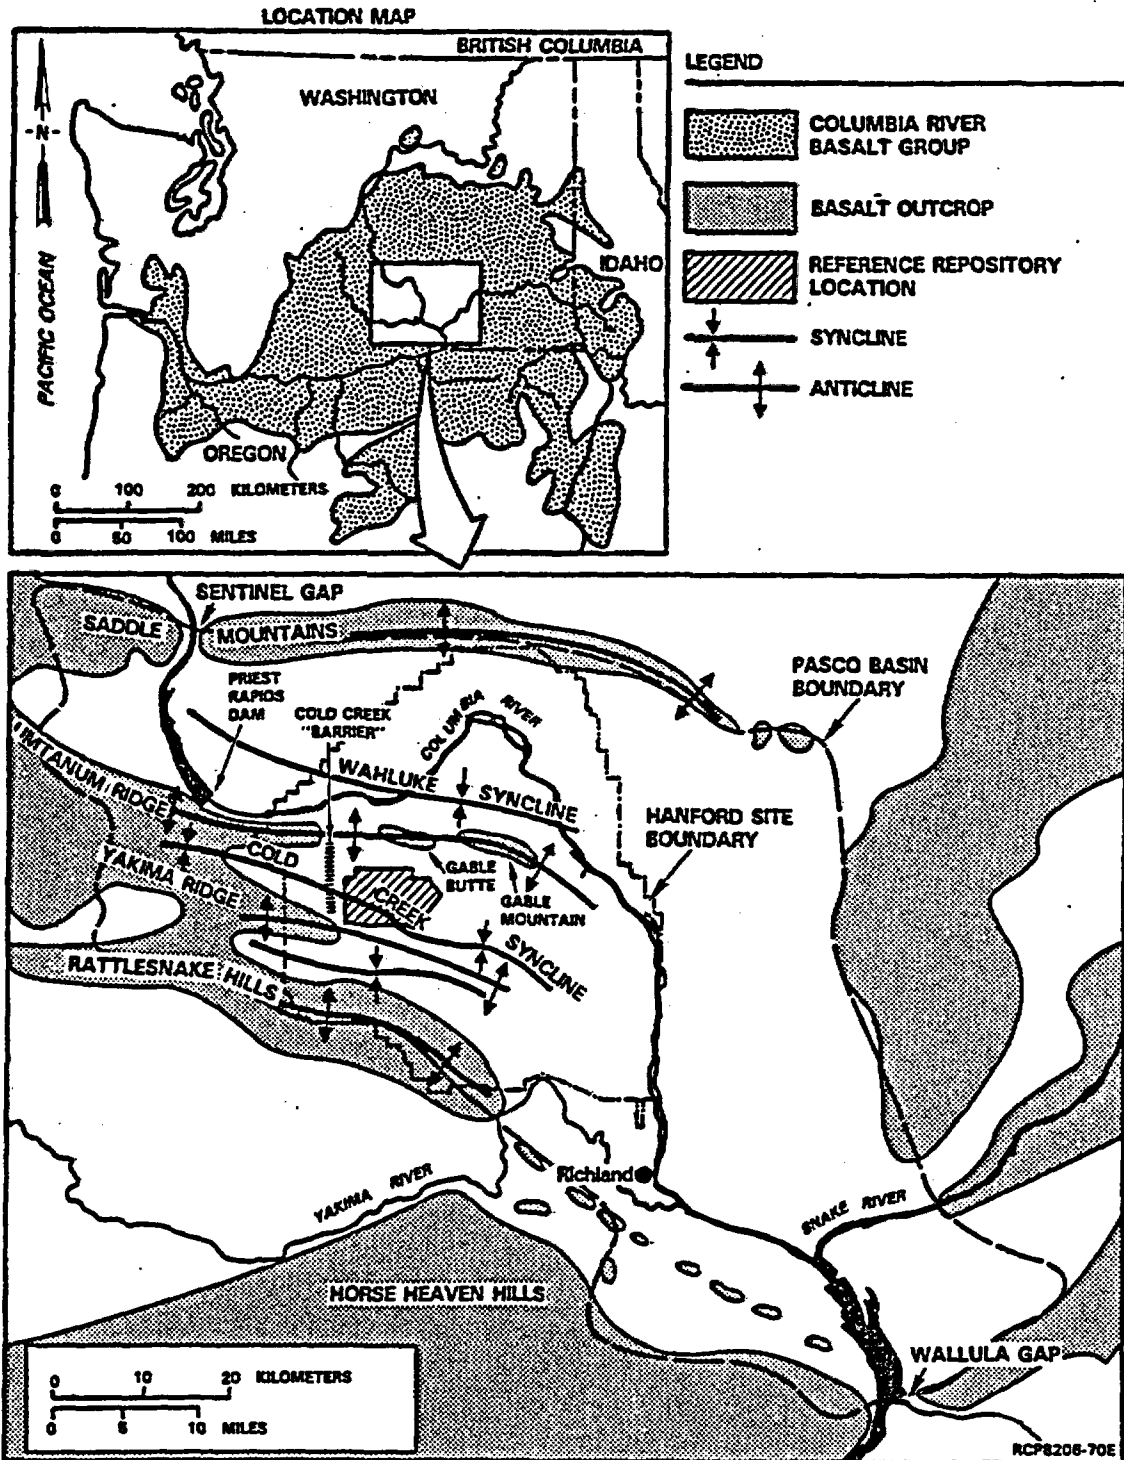 LOCATION MAP
BRITISH COLUMBIA
WASHINGTON
-N-
PACIFIC OCEAN
IDAHO
OREGON
0 100 200 KILOMETERS
0 50 100 MILES
LEGEND
COLUMBIA RIVER
BASALT GROUP
BASALT OUTCROP
REFERENCE REPOSITORY
LOCATION
SYNCLINE
ANTICLINE
SENTINEL GAP
SADDLE
MOUNTAINS
PRIEST
RAPIDS
DAM
COLD CREEK
"BARRIER"
COLUMBIA
RIVER
PASCO BASIN
BOUNDARY
UMTANUM RIDGE
WAHLUKE
SYNCLINE
HANFORD SITE
BOUNDARY
COLD
YAKIMA RIDGE
GABLE
BUTTE
CREEK
GABLE
MOUNTAIN
SYNCLINE
RATTLESNAKE HILLS
Richland
YAKIMA RIVER
SNAKE RIVER
HORSE HEAVEN HILLS
WALLULA GAP
0 10 20 KILOMETERS
0 5 10 MILES
RCP8206-70E